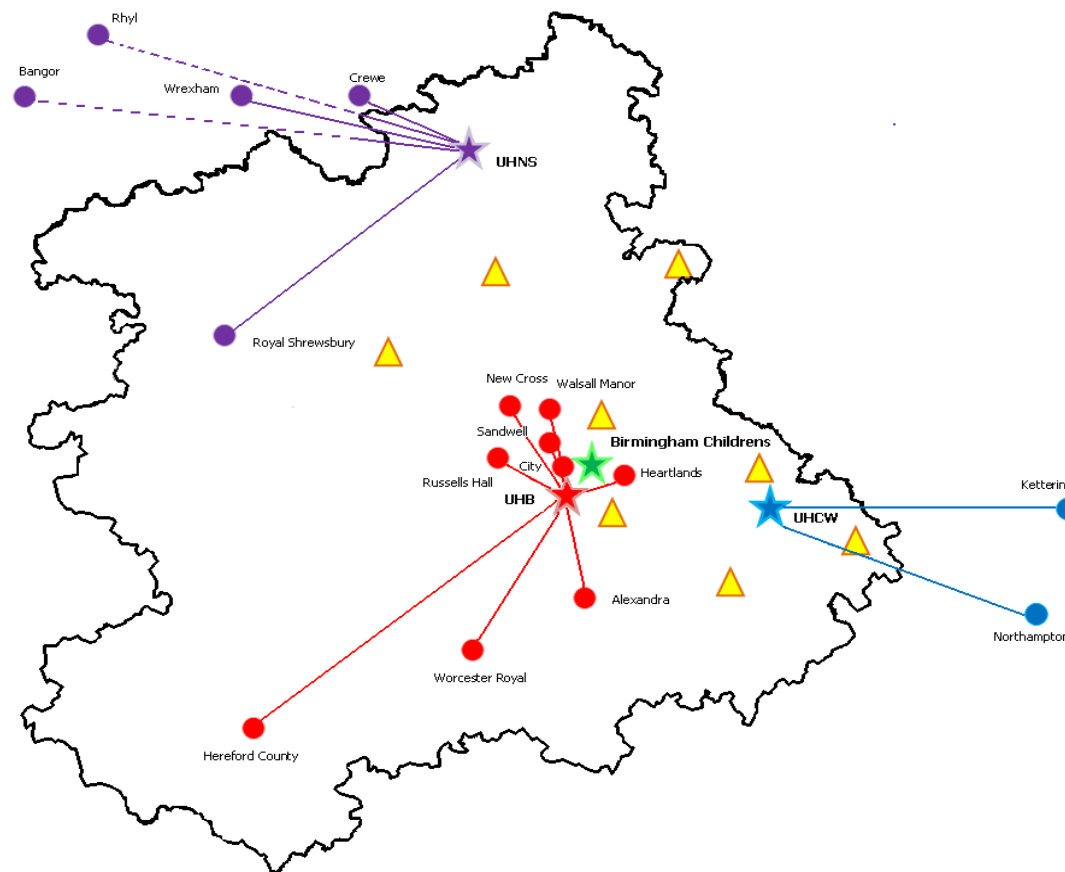 Rhyl
Bangor
Wrexham
Crewe
UHNS
Royal Shrewsbury
New Cross
Walsall Manor
Sandwell
Birmingham Childrens
City
Heartlands
Russells Hall
UHB
Kettering
UHCW
Alexandra
Northampton
Worcester Royal
Hereford County